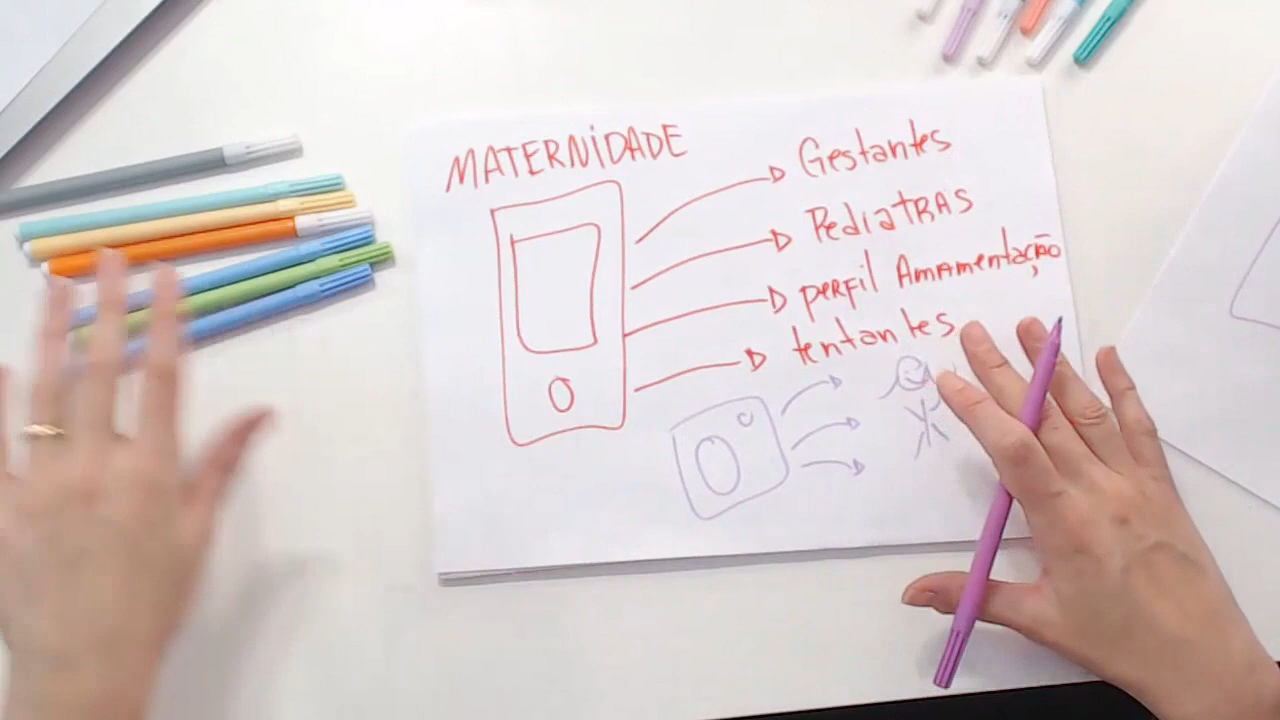 MATERNiDADE
Gestantes
PediatRAS
perfil Amamentação
tentantes